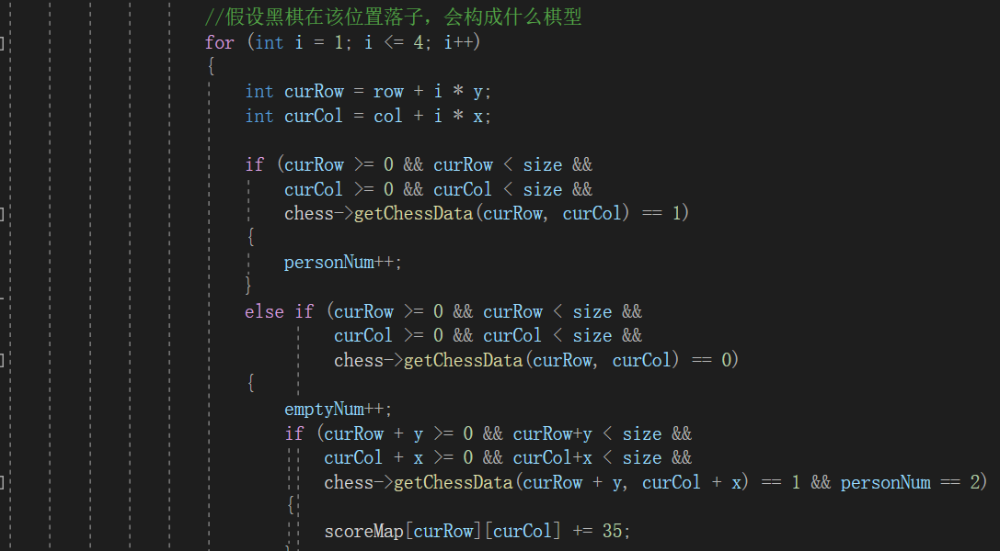 //假设黑棋在该位置落子，会构成什么棋型
for (int i = 1; i <= 4; i++)
{
int curRow = row + i * y;
int curCol = col + i * x;
if (curRow >= 0 && curRow < size &&
curCol >= 0 && curCol < size &&
chess->getChessData(curRow, curCol) == 1)
{
personNum++;
}
else if (curRow >= 0 && curRow < size &&
curCol >= 0 && curCol < size &&
chess->getChessData(curRow, curCol) == 0)
{
emptyNum++;
if (curRow + y >= 0 && curRow+y < size &&
curCol + x >= 0 && curCol+x < size &&
chess->getChessData(curRow + y, curCol + x) == 1 && personNum == 2)
{
scoreMap[curRow][curCol] += 35;